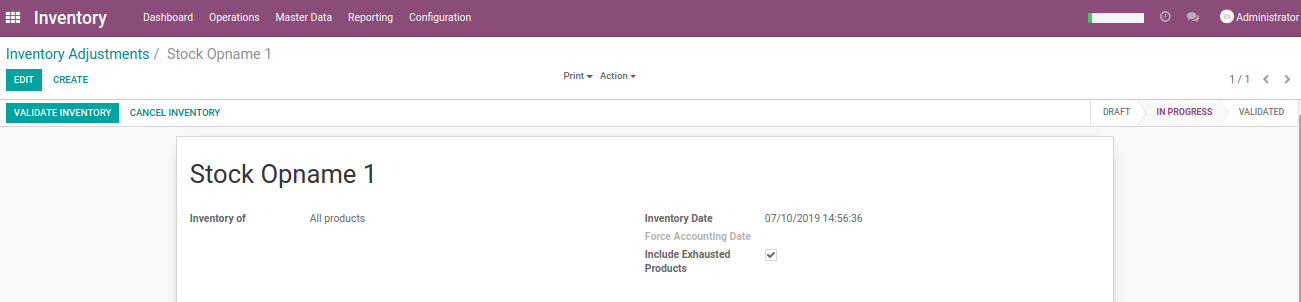 Inventory Dashboard Operations Master Data Reporting Configuration Administrator
Inventory Adjustments / Stock Opname 1
EDIT CREATE Print Action 1 / 1
VALIDATE INVENTORY CANCEL INVENTORY DRAFT IN PROGRESS VALIDATED
Stock Opname 1
Inventory of All products Inventory Date 07/10/2019 14:56:36
Force Accounting Date
Include Exhausted
Products